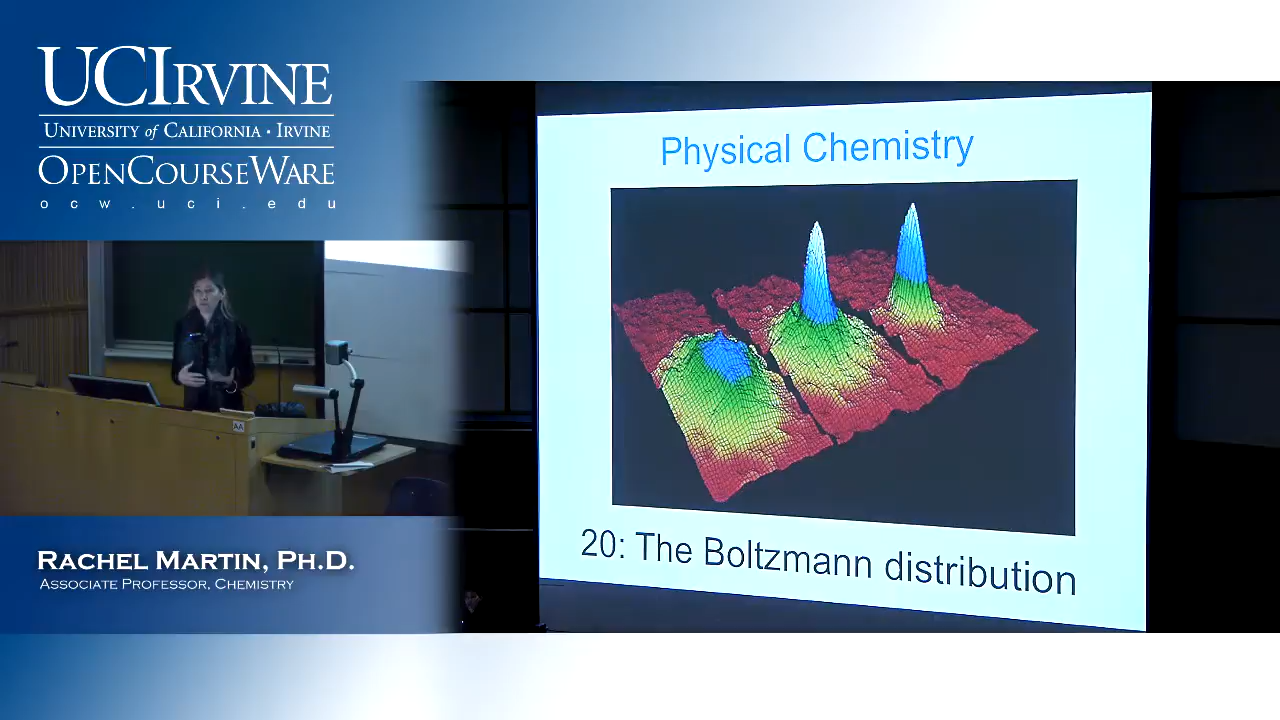 UCIRVINE
UNIVERSITY of CALIFORNIA · IRVINE
OPENCOURSEWARE
ocw.uci.edu
RACHEL MARTIN, PH.D.
ASSOCIATE PROFESSOR, CHEMISTRY
Physical Chemistry
20: The Boltzmann distribution
AA